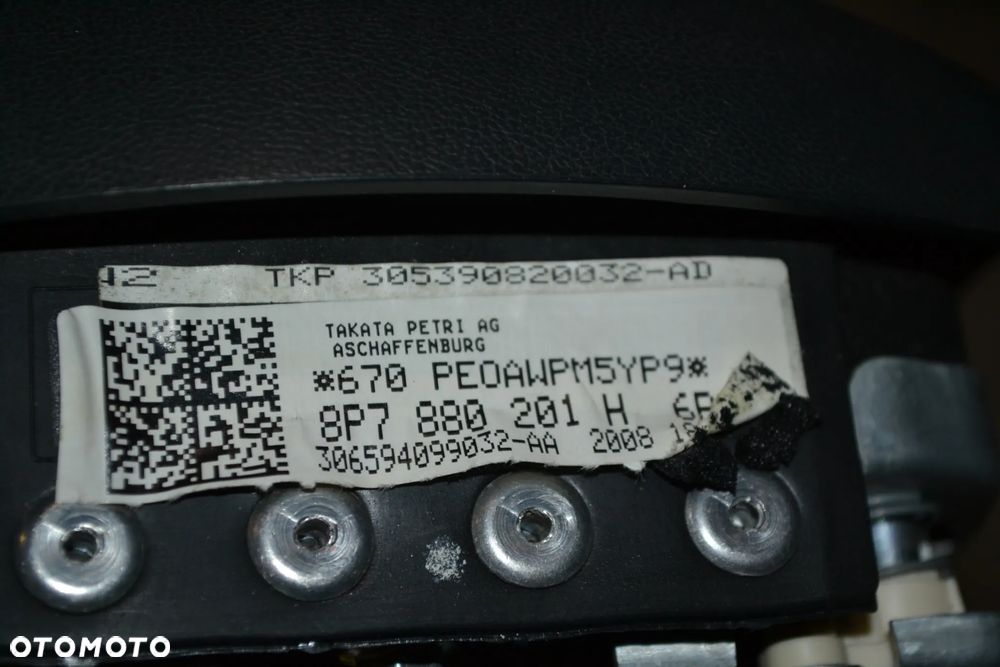 TKP 305390820032-AD
TAKATA PETRI AG
ASCHAFFENBURG
*670 PEOAWPM5YP9*
8P7 880 201 H
306594099032-AA 2008
OTOMOTO